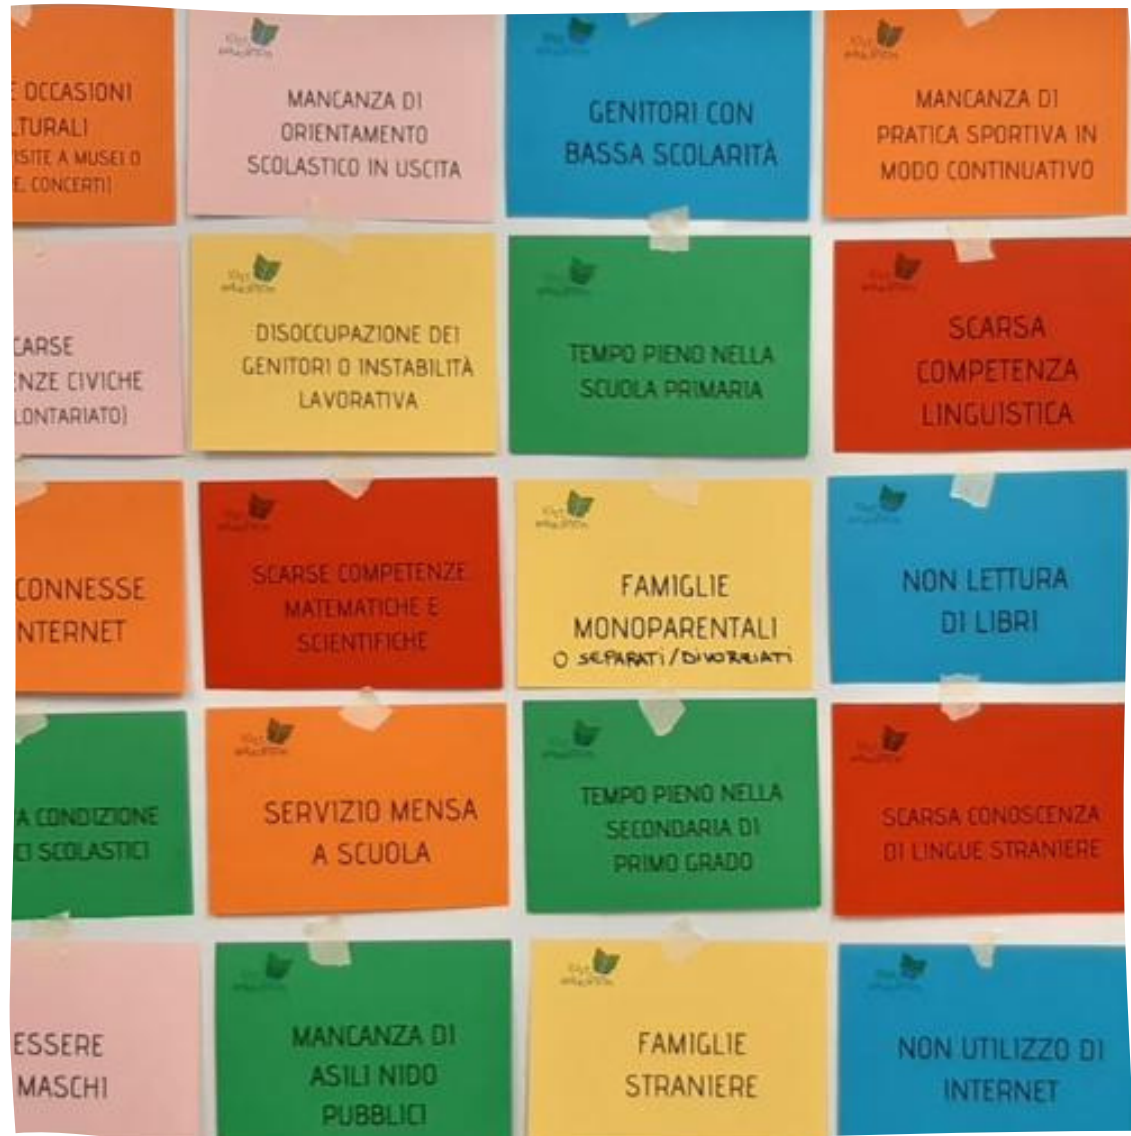 E OCCASIONI
LTURALI
ISITE A MUSEI O
E, CONCERTI)
MANCANZA DI
ORIENTAMENTO
SCOLASTICO IN USCITA
GENITORI CON
BASSA SCOLARITÀ
MANCANZA DI
PRATICA SPORTIVA IN
MODO CONTINUATIVO
CARSE
ENZE CIVICHE
LONTARIATO)
DISOCCUPAZIONE DEI
GENITORI O INSTABILITÀ
LAVORATIVA
TEMPO PIENO NELLA
SCUOLA PRIMARIA
SCARSA
COMPETENZA
LINGUISTICA
CONNESSE
NTERNET
SCARSE COMPETENZE
MATEMATICHE E
SCIENTIFICHE
FAMIGLIE
MONOPARENTALI
O SEPARATI/DIVORZIATI
NON LETTURA
DI LIBRI
A CONDIZIONE
CI SCOLASTICI
SERVIZIO MENSA
A SCUOLA
TEMPO PIENO NELLA
SECONDARIA DI
PRIMO GRADO
SCARSA CONOSCENZA
DI LINGUE STRANIERE
ESSERE
MASCHI
MANCANZA DI
ASILI NIDO
PUBBLICI
FAMIGLIE
STRANIERE
NON UTILIZZO DI
INTERNET